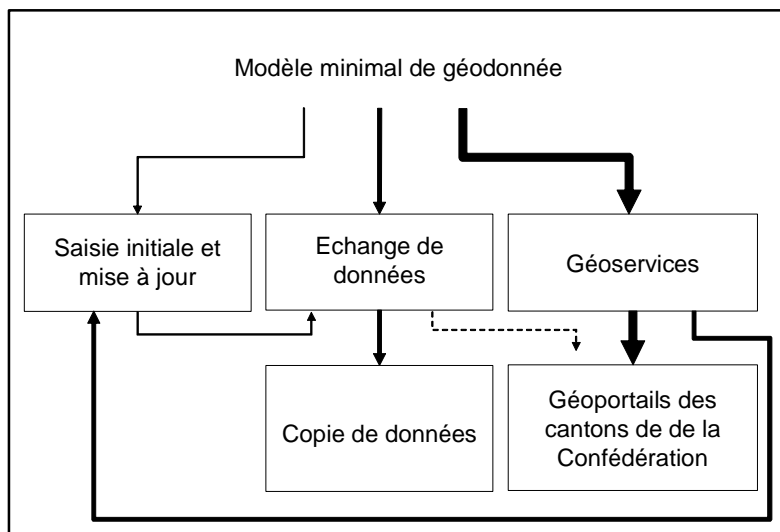 Modèle minimal de géodonnée
Saisie initiale et
mise à jour
Echange de
données
Géoservices
Copie de données
Géoportails des
cantons de de la
Confédération